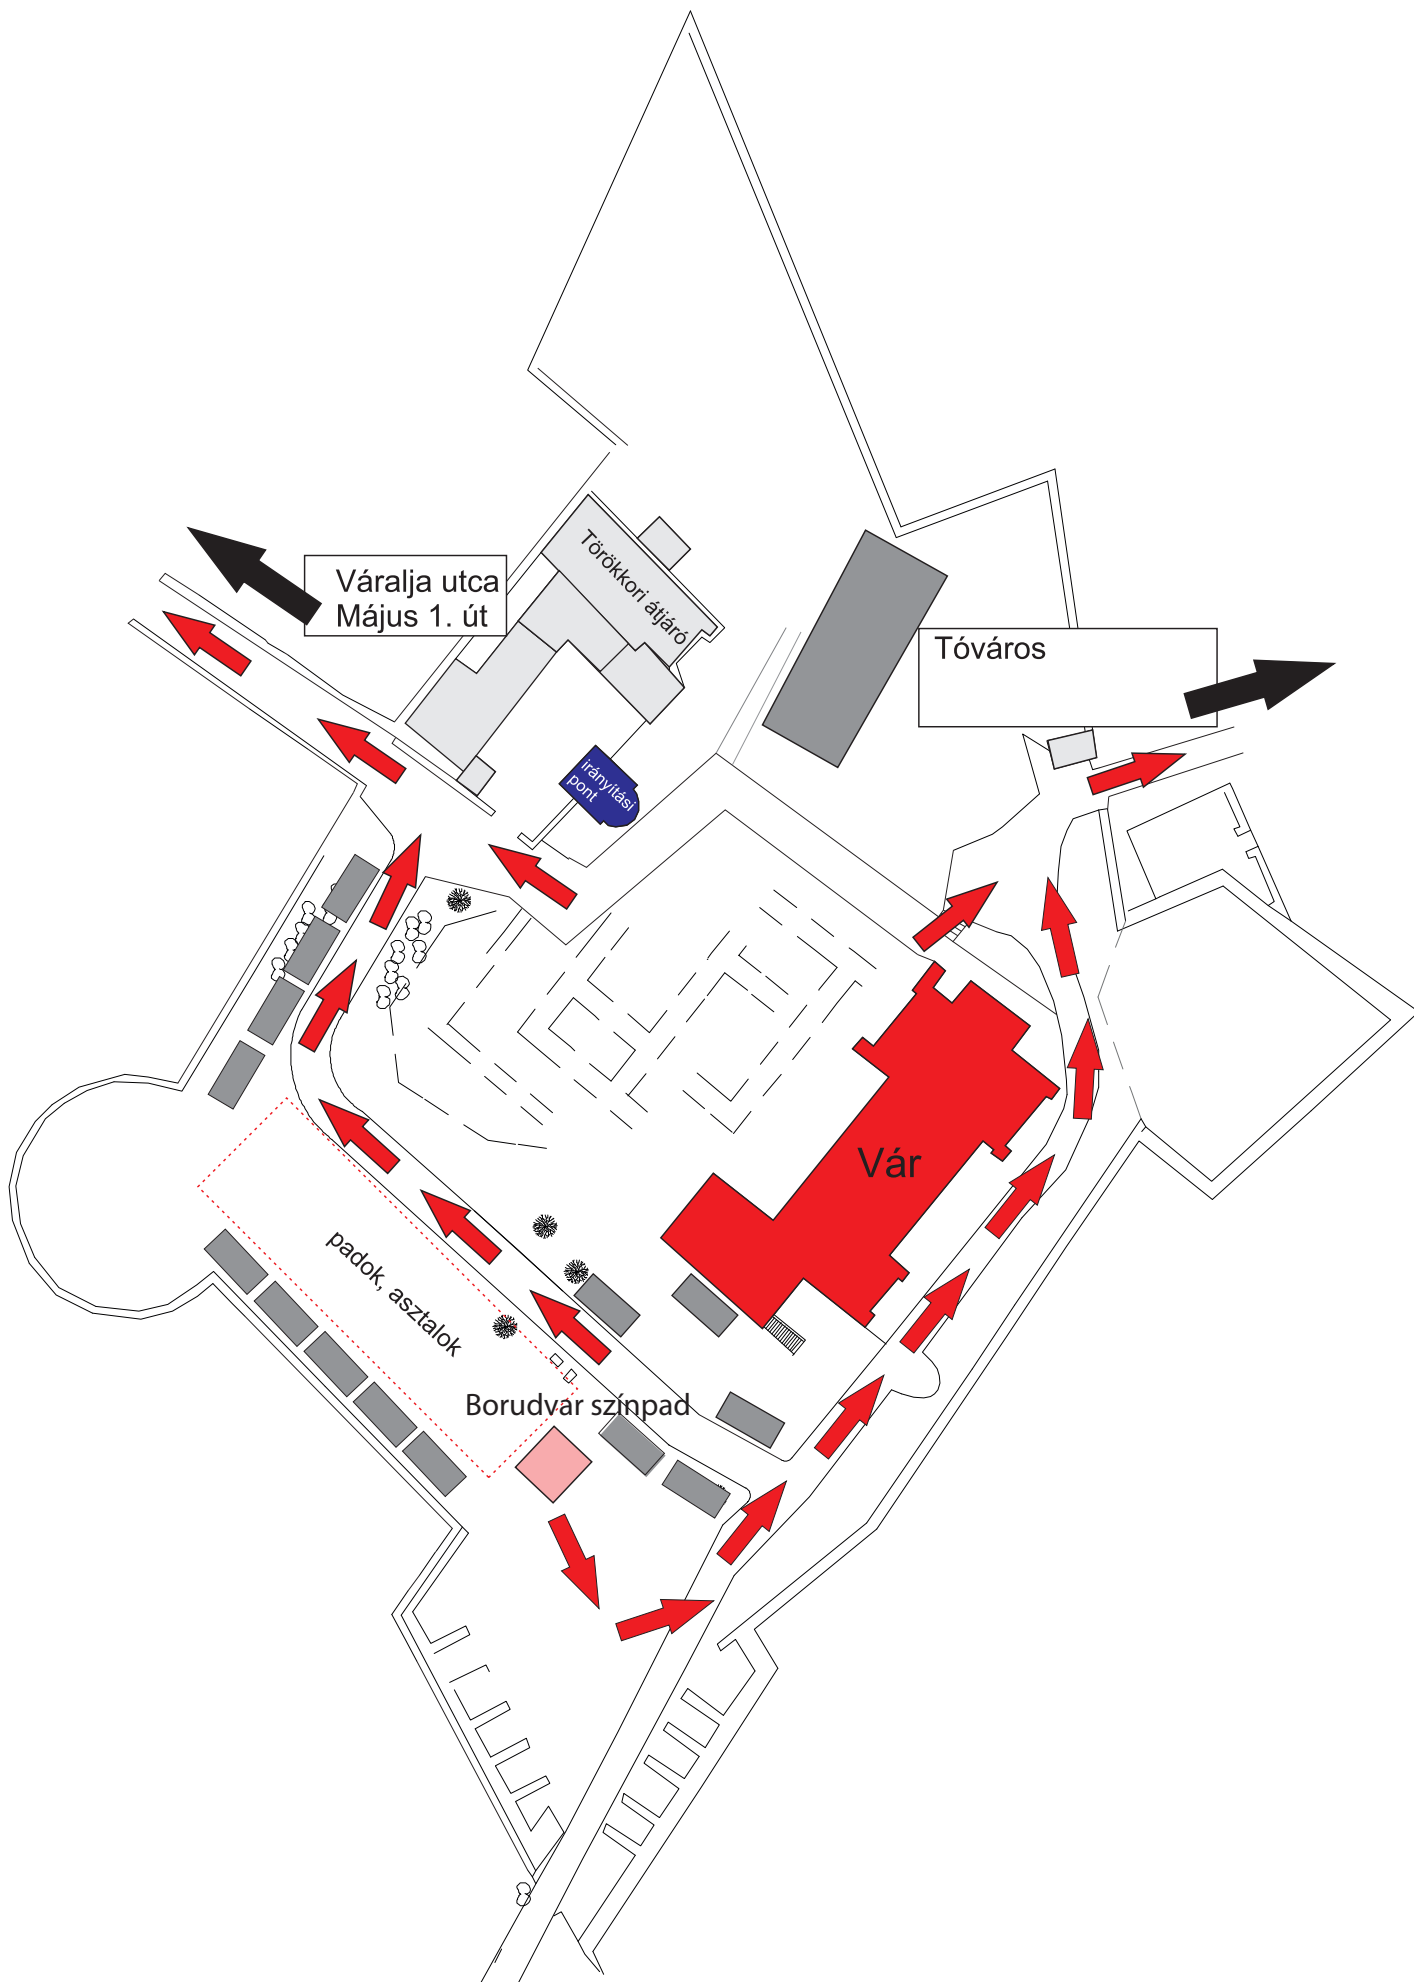 Törökkori átjáró
Váralja utca
Május 1. út
Tóváros
irányítási
pont
Vár
padok, asztalok
Borudvar színpad